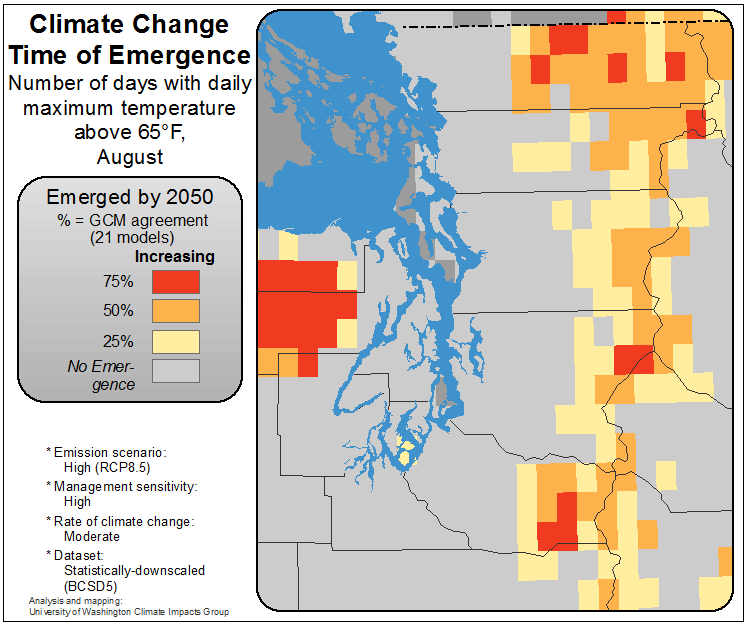 Climate Change
Time of Emergence
Number of days with daily
maximum temperature
above 65°F,
August
Emerged by 2050
% = GCM agreement
(21 models)
Increasing
75%
50%
25%
No Emer-
gence
* Emission scenario:
High (RCP8.5)
* Management sensitivity:
High
* Rate of climate change:
Moderate
* Dataset:
Statistically-downscaled
(BCSD5)
Analysis and mapping:
University of Washington Climate Impacts Group